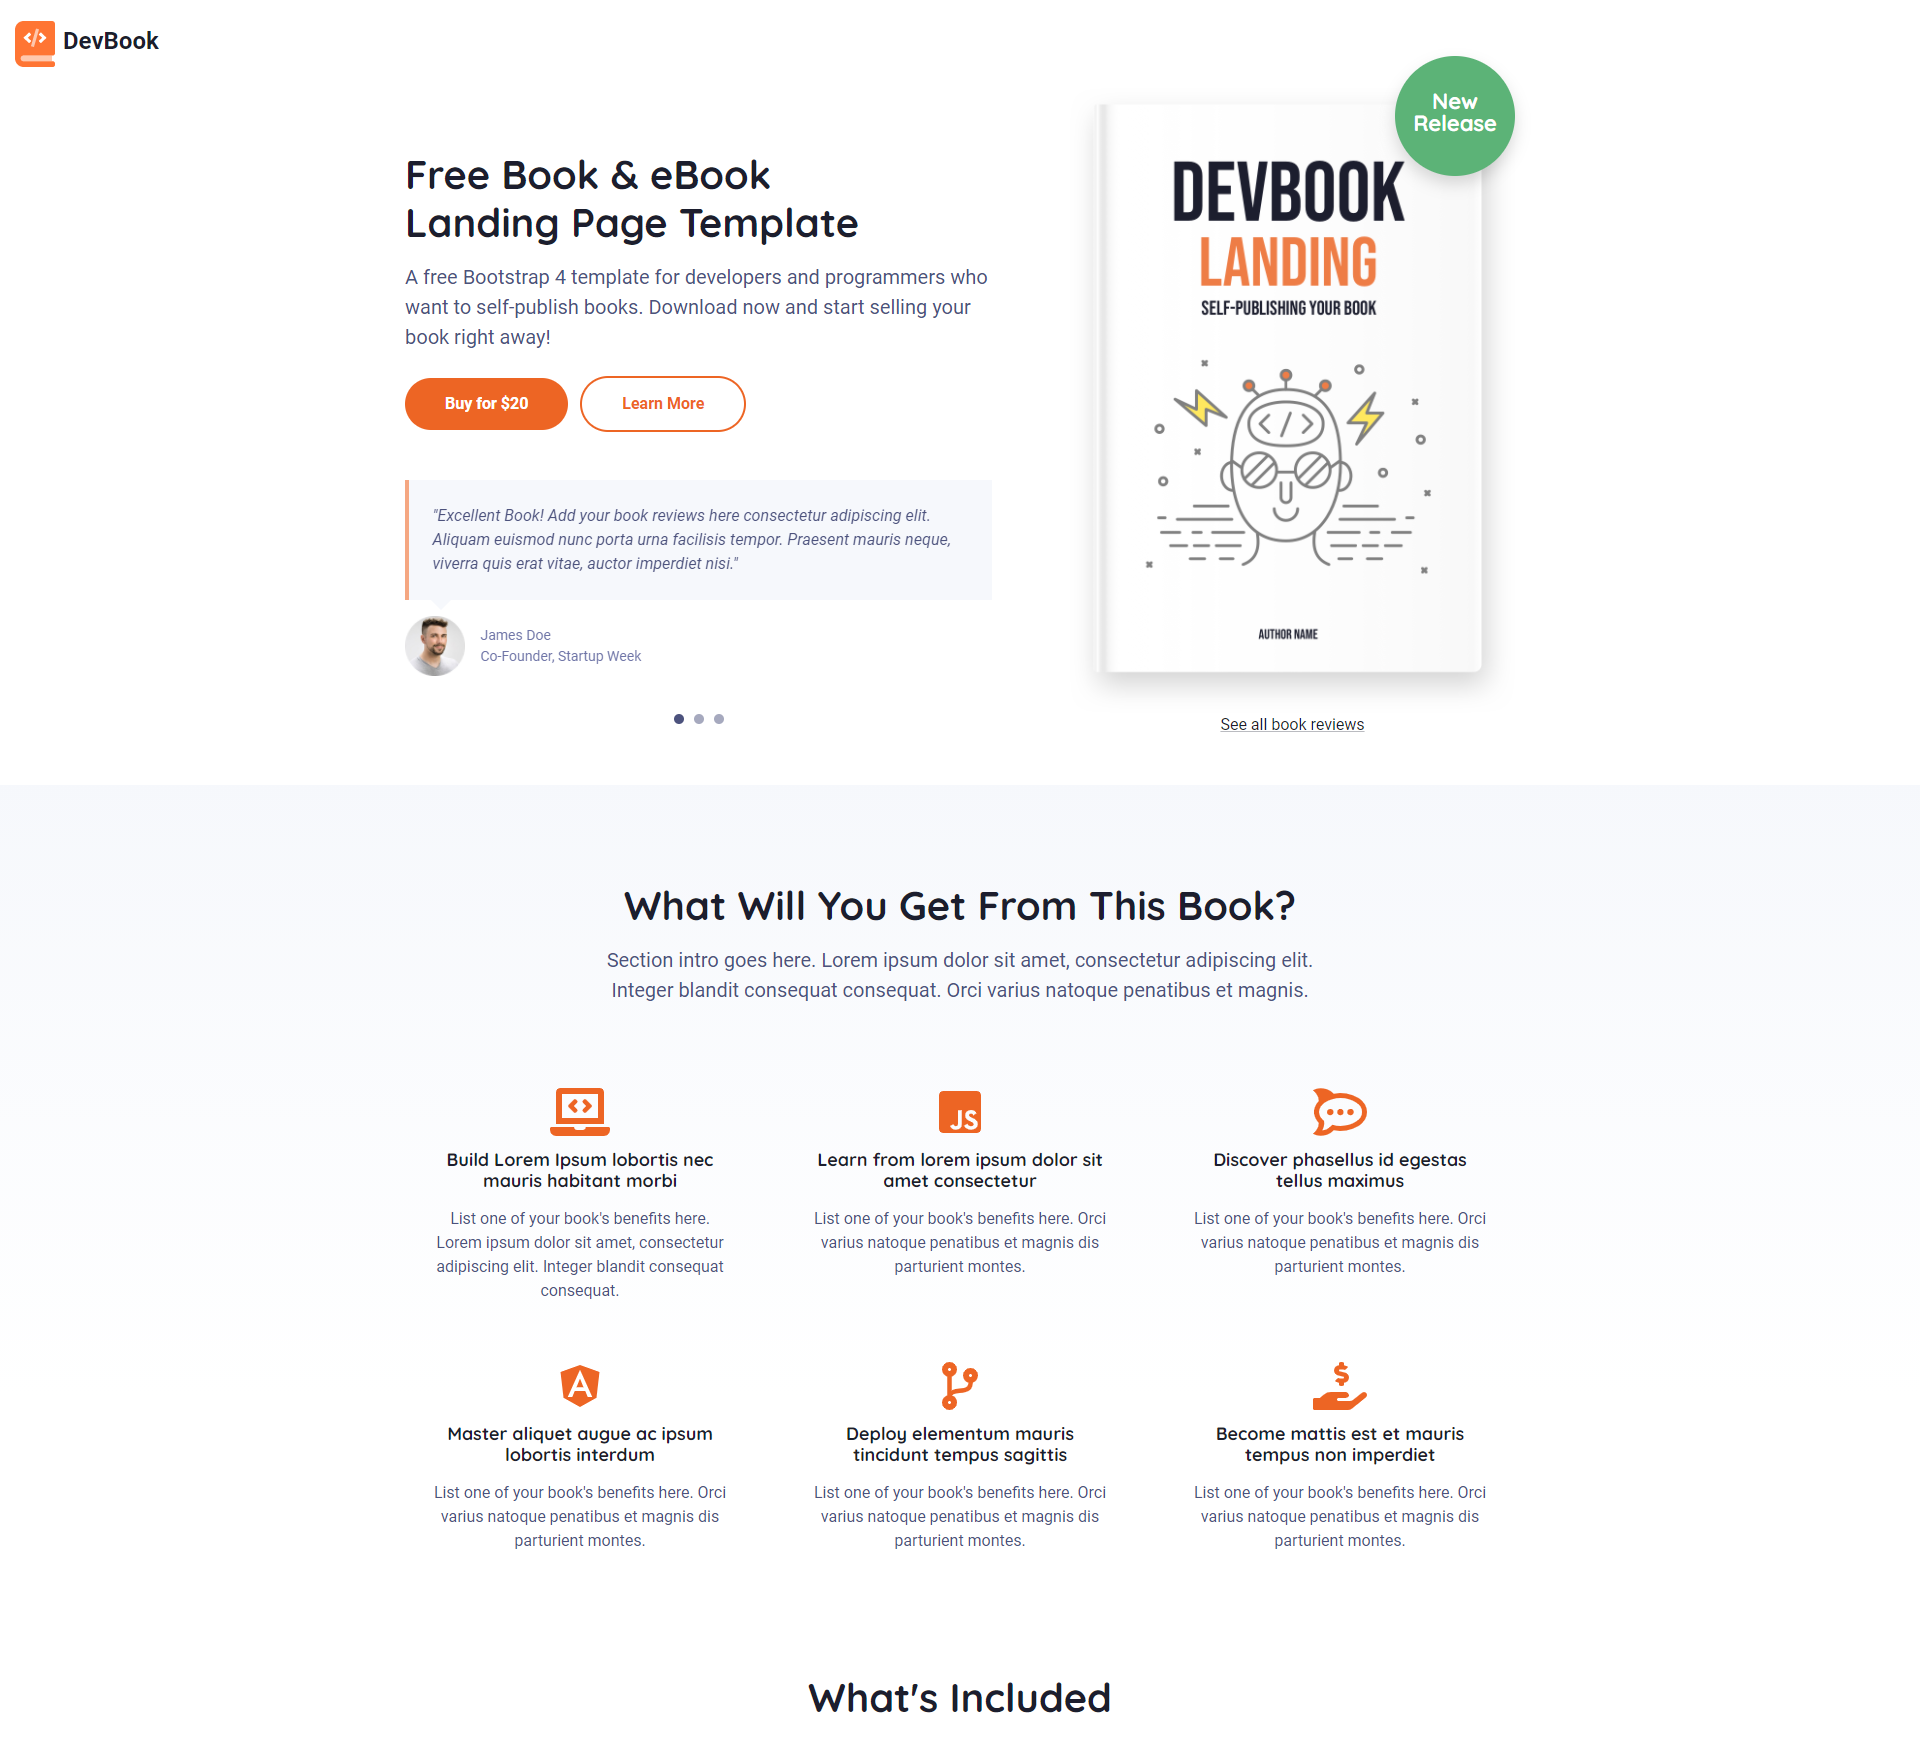 DevBook
New
Release
Free Book & eBook
Landing Page Template
A free Bootstrap 4 template for developers and programmers who
want to self-publish books. Download now and start selling your
book right away!
Buy for $20
Learn More
"Excellent Book! Add your book reviews here consectetur adipiscing elit.
Aliquam euismod nunc porta urna facilisis tempor. Praesent mauris neque,
viverra quis erat vitae, auctor imperdiet nisi."
James Doe
Co-Founder, Startup Week
DEVBOOK
LANDING
SELF-PUBLISHING YOUR BOOK
AUTHOR NAME
See all book reviews
What Will You Get From This Book?
Section intro goes here. Lorem ipsum dolor sit amet, consectetur adipiscing elit.
Integer blandit consequat consequat. Orci varius natoque penatibus et magnis.
JS
Build Lorem Ipsum lobortis nec
mauris habitant morbi
List one of your book's benefits here.
Lorem ipsum dolor sit amet, consectetur
adipiscing elit. Integer blandit consequat
consequat.
Learn from lorem ipsum dolor sit
amet consectetur
List one of your book's benefits here. Orci
varius natoque penatibus et magnis dis
parturient montes.
Discover phasellus id egestas
tellus maximus
List one of your book's benefits here. Orci
varius natoque penatibus et magnis dis
parturient montes.
A
$
Master aliquet augue ac ipsum
lobortis interdum
List one of your book's benefits here. Orci
varius natoque penatibus et magnis dis
parturient montes.
Deploy elementum mauris
tincidunt tempus sagittis
List one of your book's benefits here. Orci
varius natoque penatibus et magnis dis
parturient montes.
Become mattis est et mauris
tempus non imperdiet
List one of your book's benefits here. Orci
varius natoque penatibus et magnis dis
parturient montes.
What's Included